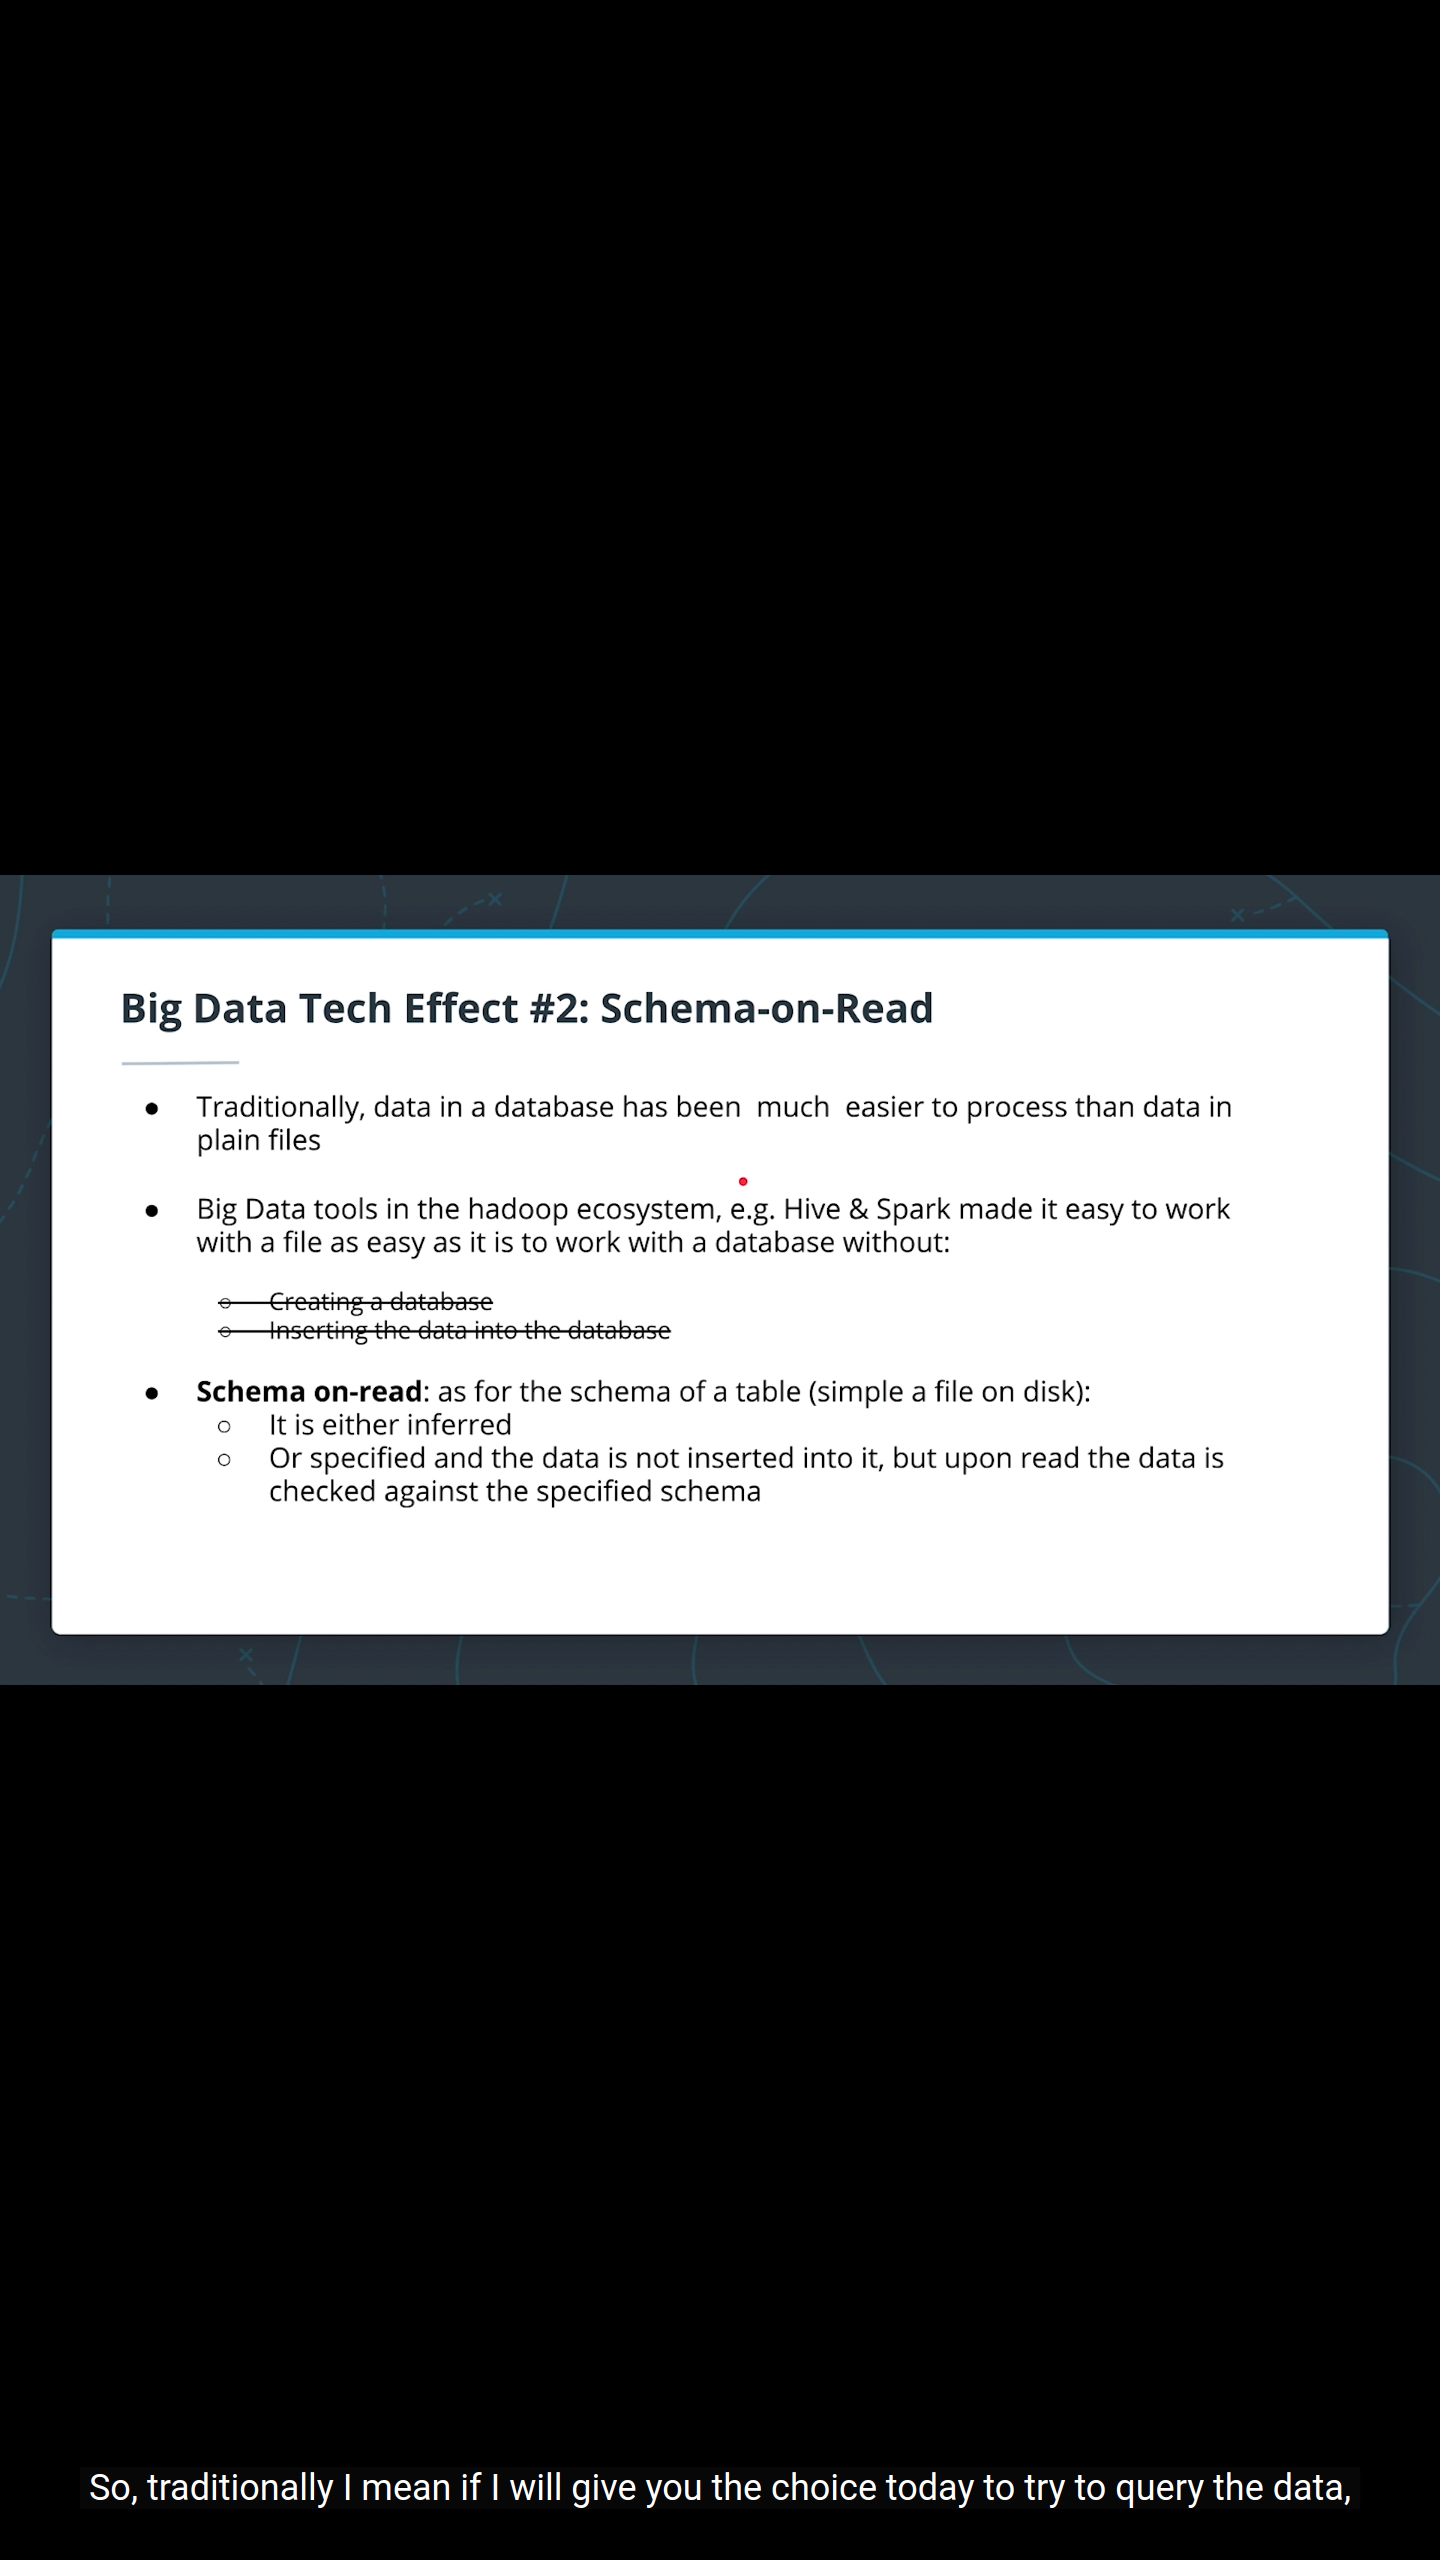 Big Data Tech Effect #2: Schema-on-Read
● Traditionally, data in a database has been  much  easier to process than data in
plain files
● Big Data tools in the hadoop ecosystem, e.g. Hive & Spark made it easy to work
with a file as easy as it is to work with a database without:
○ Creating a database
○ Inserting the data into the database
● Schema on-read: as for the schema of a table (simple a file on disk):
○ It is either inferred
○ Or specified and the data is not inserted into it, but upon read the data is
checked against the specified schema
So, traditionally I mean if I will give you the choice today to try to query the data,